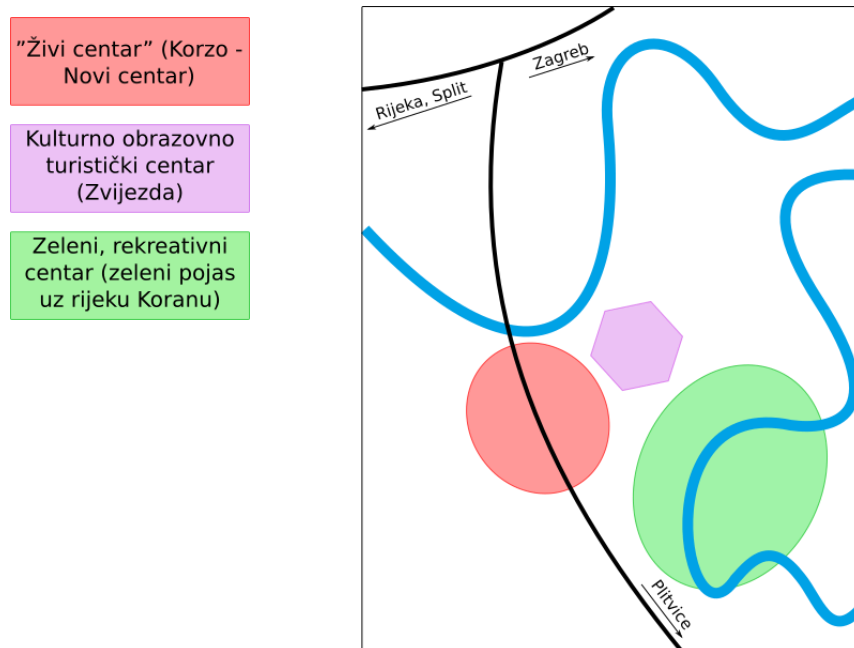 ”Živi centar” (Korzo -
Novi centar)
Kulturno obrazovno
turistički centar
(Zvijezda)
Zeleni, rekreativni
centar (zeleni pojas
uz rijeku Koranu)
Zagreb
Rijeka, Split
Plitvice